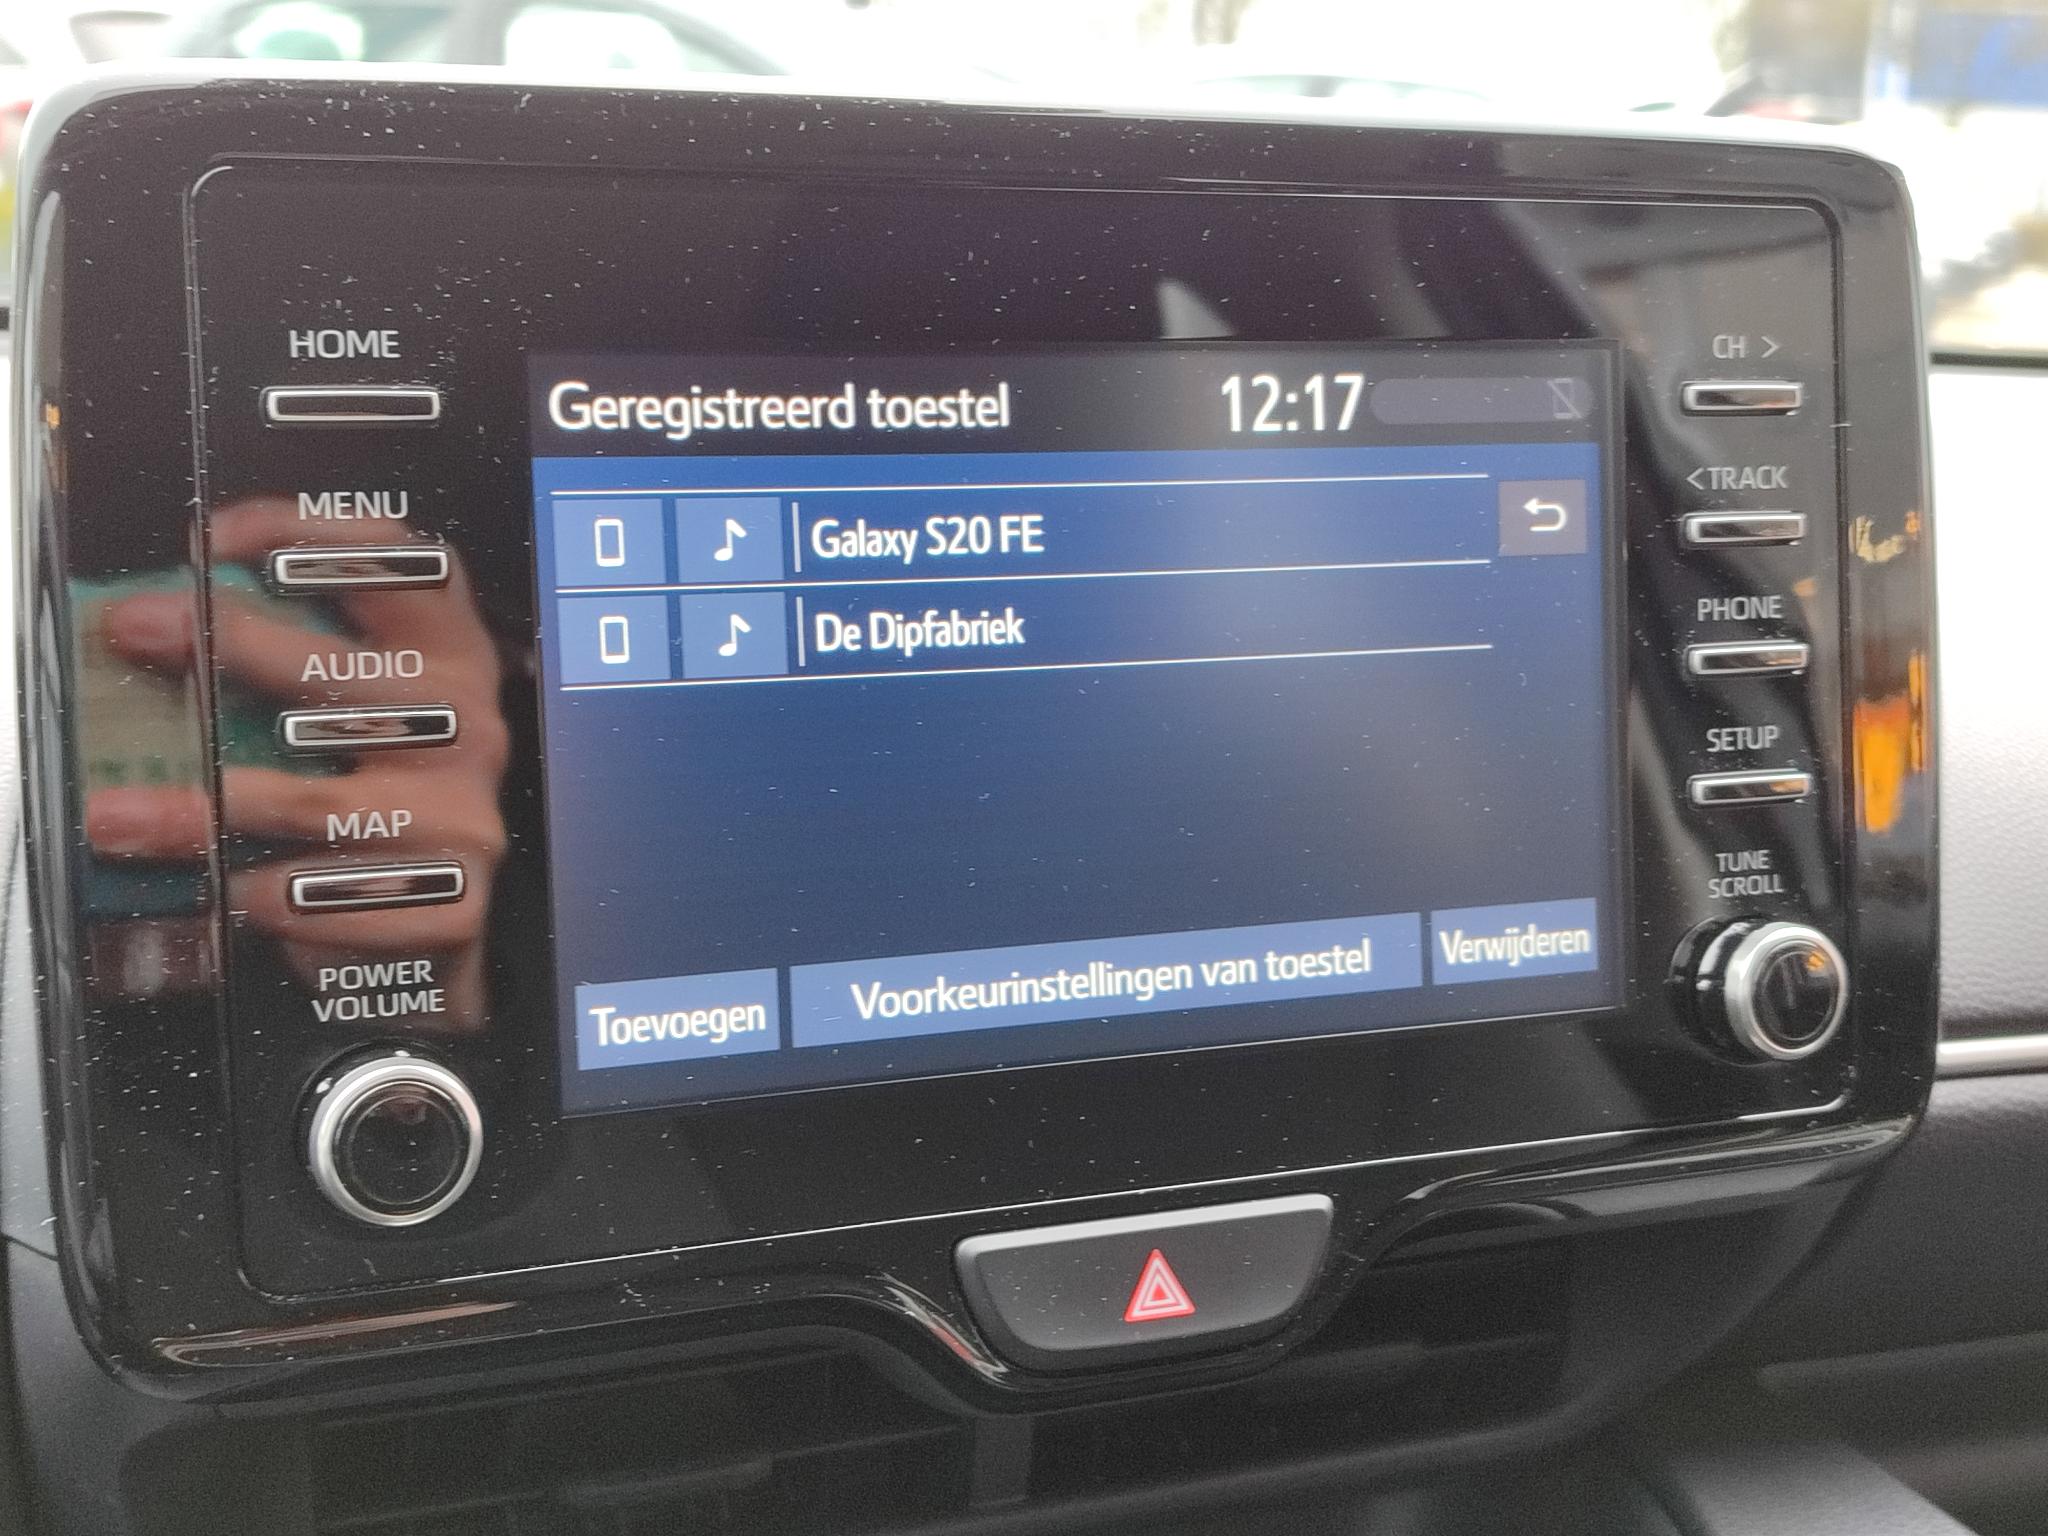 HOME
MENU
AUDIO
MAP
POWER
VOLUME
Geregistreerd toestel 12:17
Galaxy S20 FE
De Dipfabriek
Toevoegen Voorkeurinstellingen van toestel Verwijderen
CH >
< TRACK
PHONE
SETUP
TUNE
SCROLL